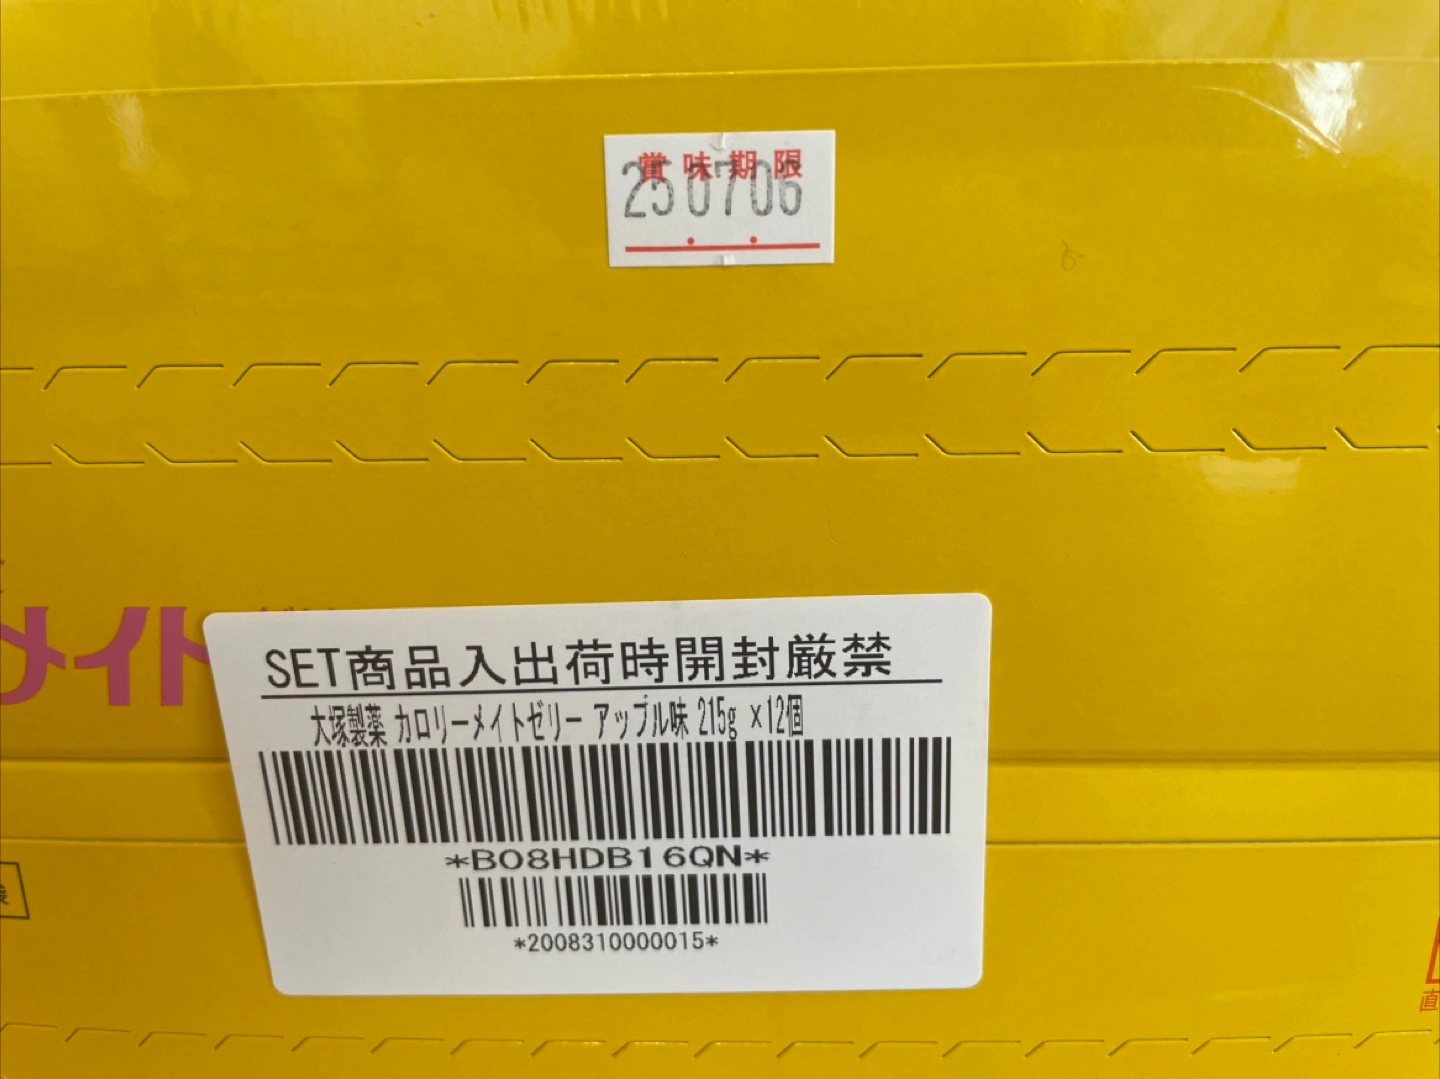 賞味期限
250706
メイト
SET商品入出荷時開封厳禁
大塚製薬 カロリーメイトゼリー アップル味 215g ×12個
*B08HDB16QN*
*2008310000015*
直